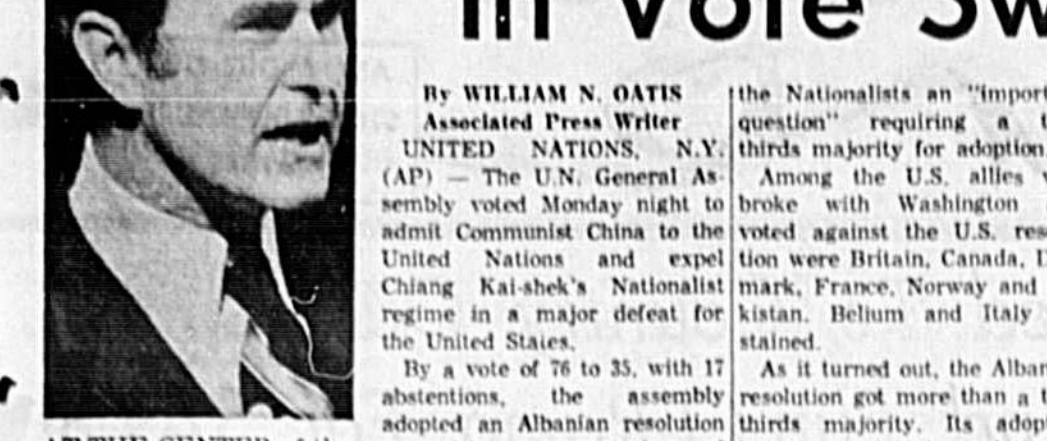 in Vote Sw
By WILLIAM N. OATIS
Associated Press Writer
UNITED NATIONS, N.Y.
(AP) — The U.N. General As-
sembly voted Monday night to
admit Communist China to the
United Nations and expel
Chiang Kai-shek's Nationalist
regime in a major defeat for
the United States.
By a vote of 76 to 35, with 17
abstentions, the assembly
adopted an Albanian resolution
the Nationalists an "import
question" requiring a t
thirds majority for adoption
Among the U.S. allies
broke with Washington
voted against the U.S. res
tion were Britain, Canada, D
mark, France, Norway and
kistan. Belium and Italy
stained.
As it turned out, the Alban
resolution got more than a t
thirds majority. Its adop